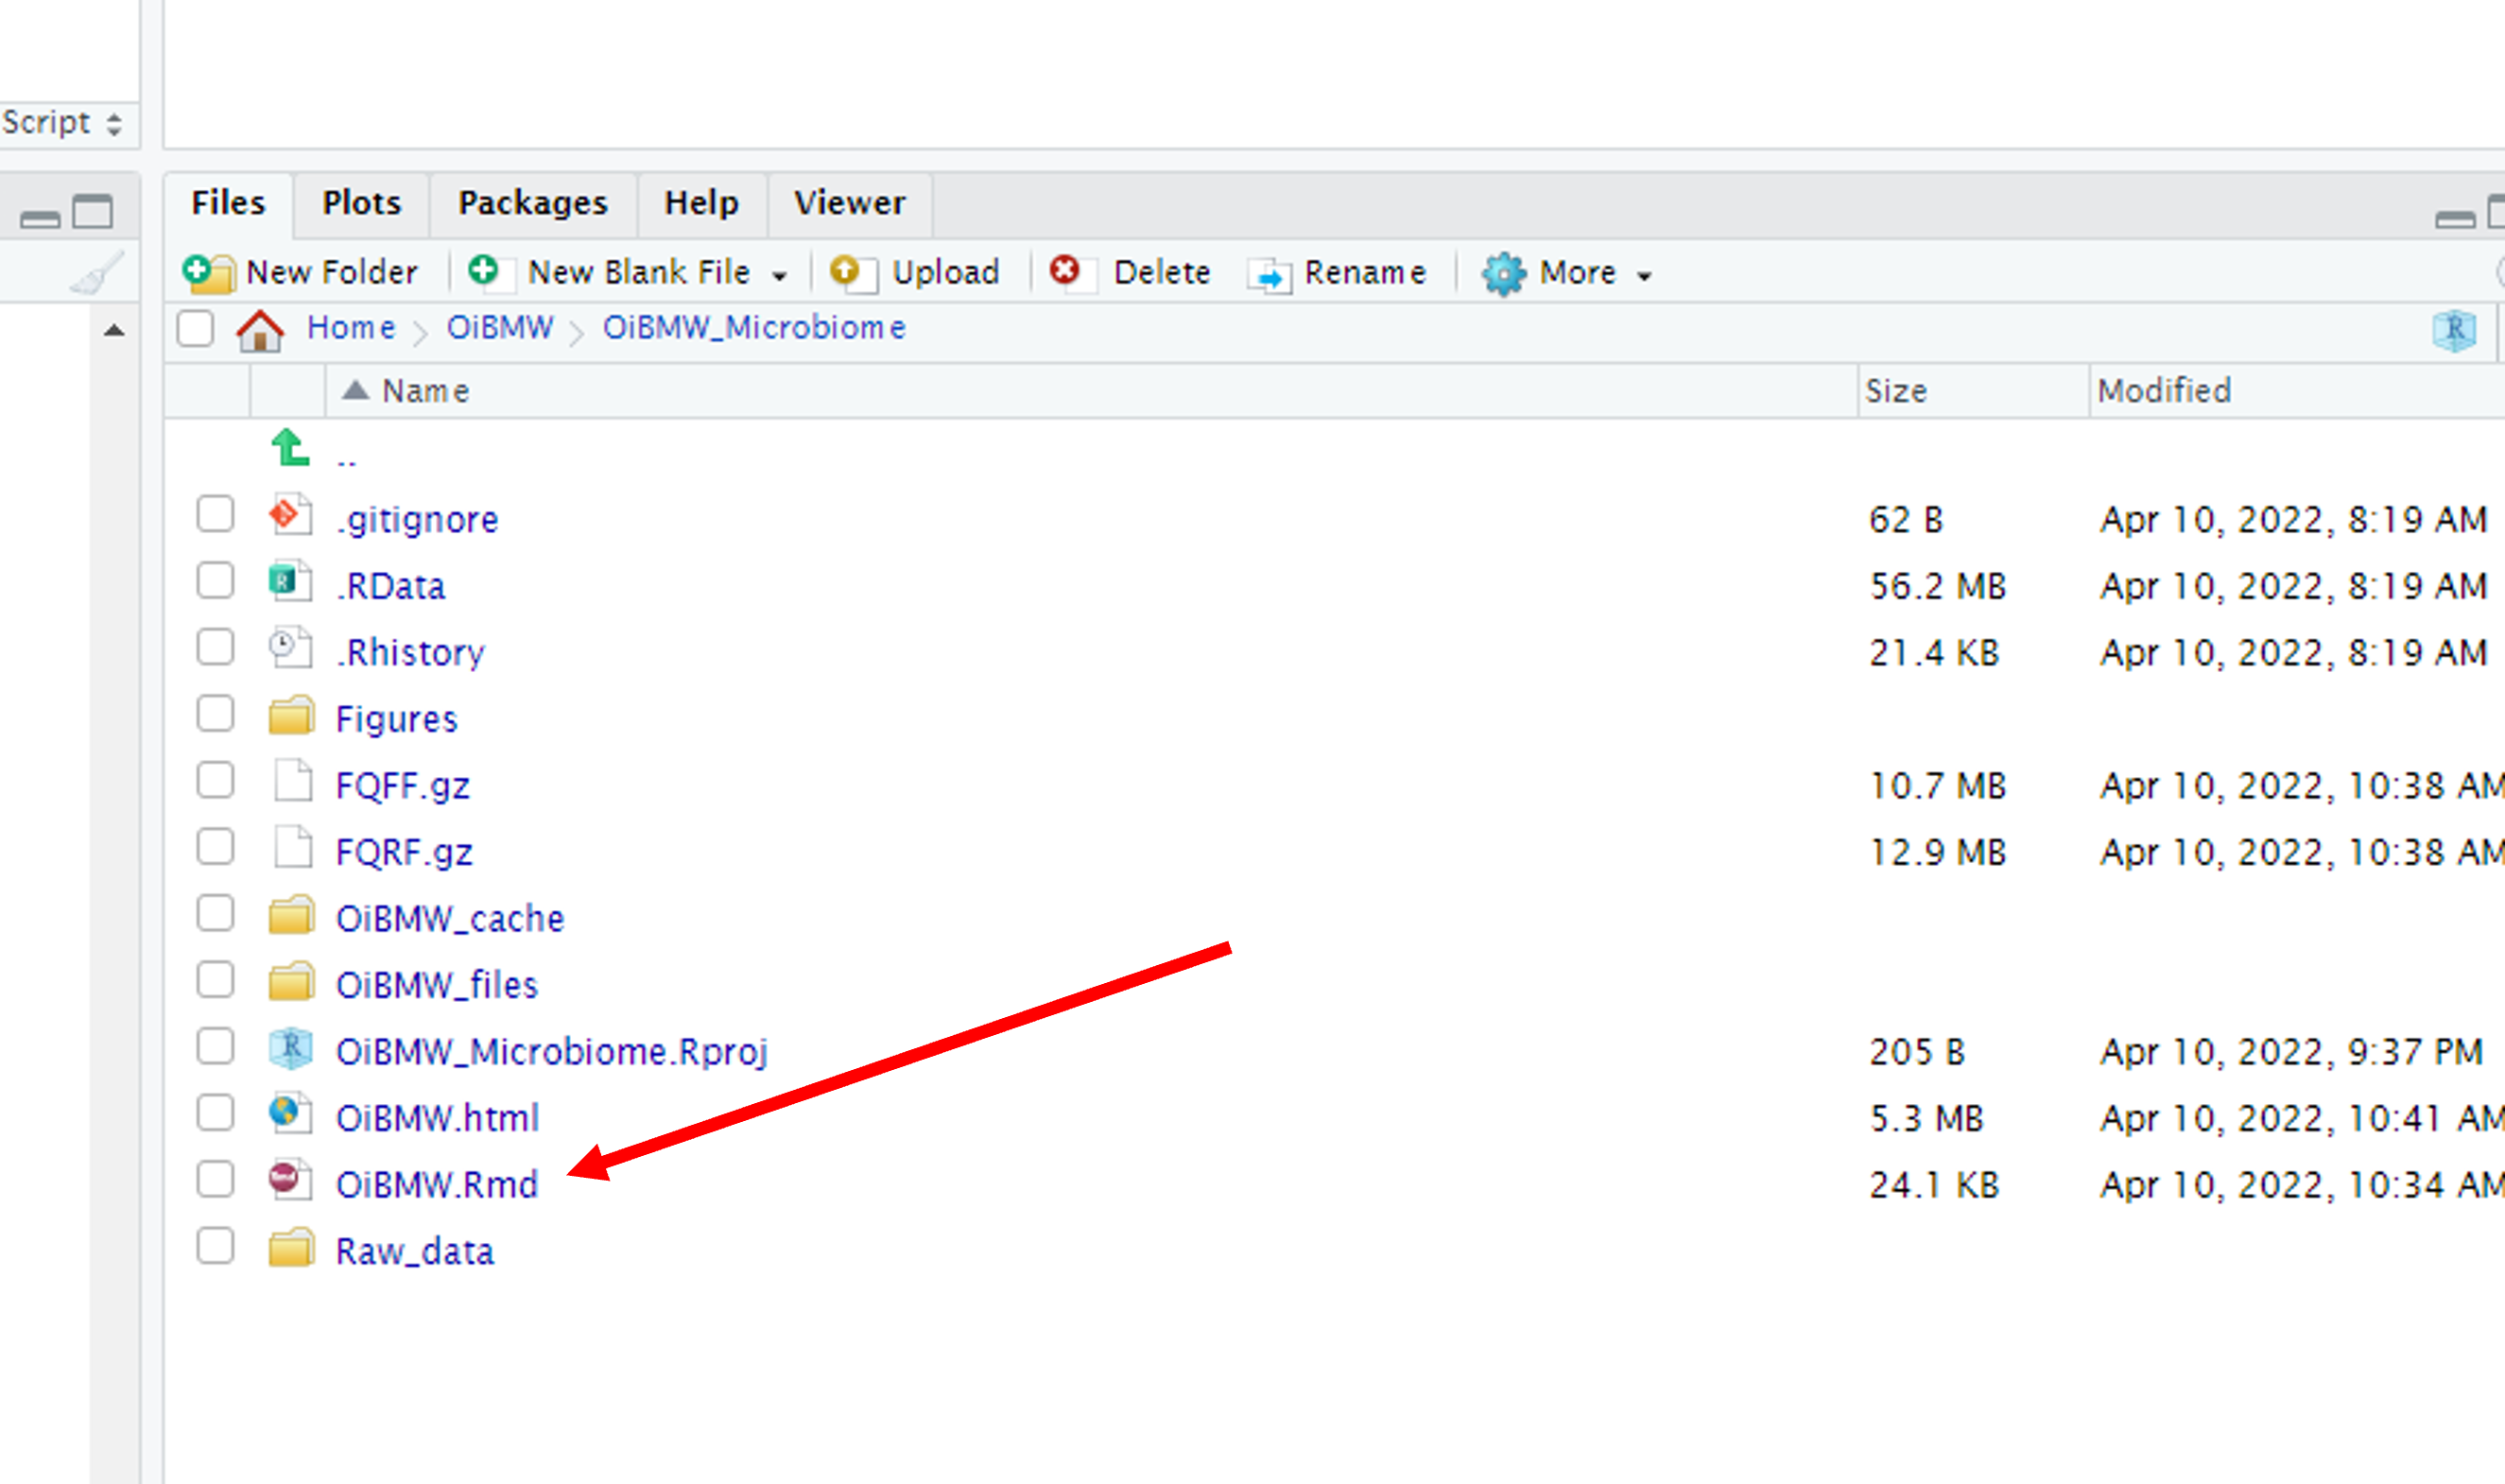 Script
Files Plots Packages Help Viewer
New Folder New Blank File Upload Delete Rename More
Home OiBMW OiBMW_Microbiome
Name Size Modified
..
.gitignore 62 B Apr 10, 2022, 8:19 AM
.RData 56.2 MB Apr 10, 2022, 8:19 AM
.Rhistory 21.4 KB Apr 10, 2022, 8:19 AM
Figures
FQFF.gz 10.7 MB Apr 10, 2022, 10:38 AM
FQRF.gz 12.9 MB Apr 10, 2022, 10:38 AM
OiBMW_cache
OiBMW_files
OiBMW_Microbiome.Rproj 205 B Apr 10, 2022, 9:37 PM
OiBMW.html 5.3 MB Apr 10, 2022, 10:41 AM
OiBMW.Rmd 24.1 KB Apr 10, 2022, 10:34 AM
Raw_data